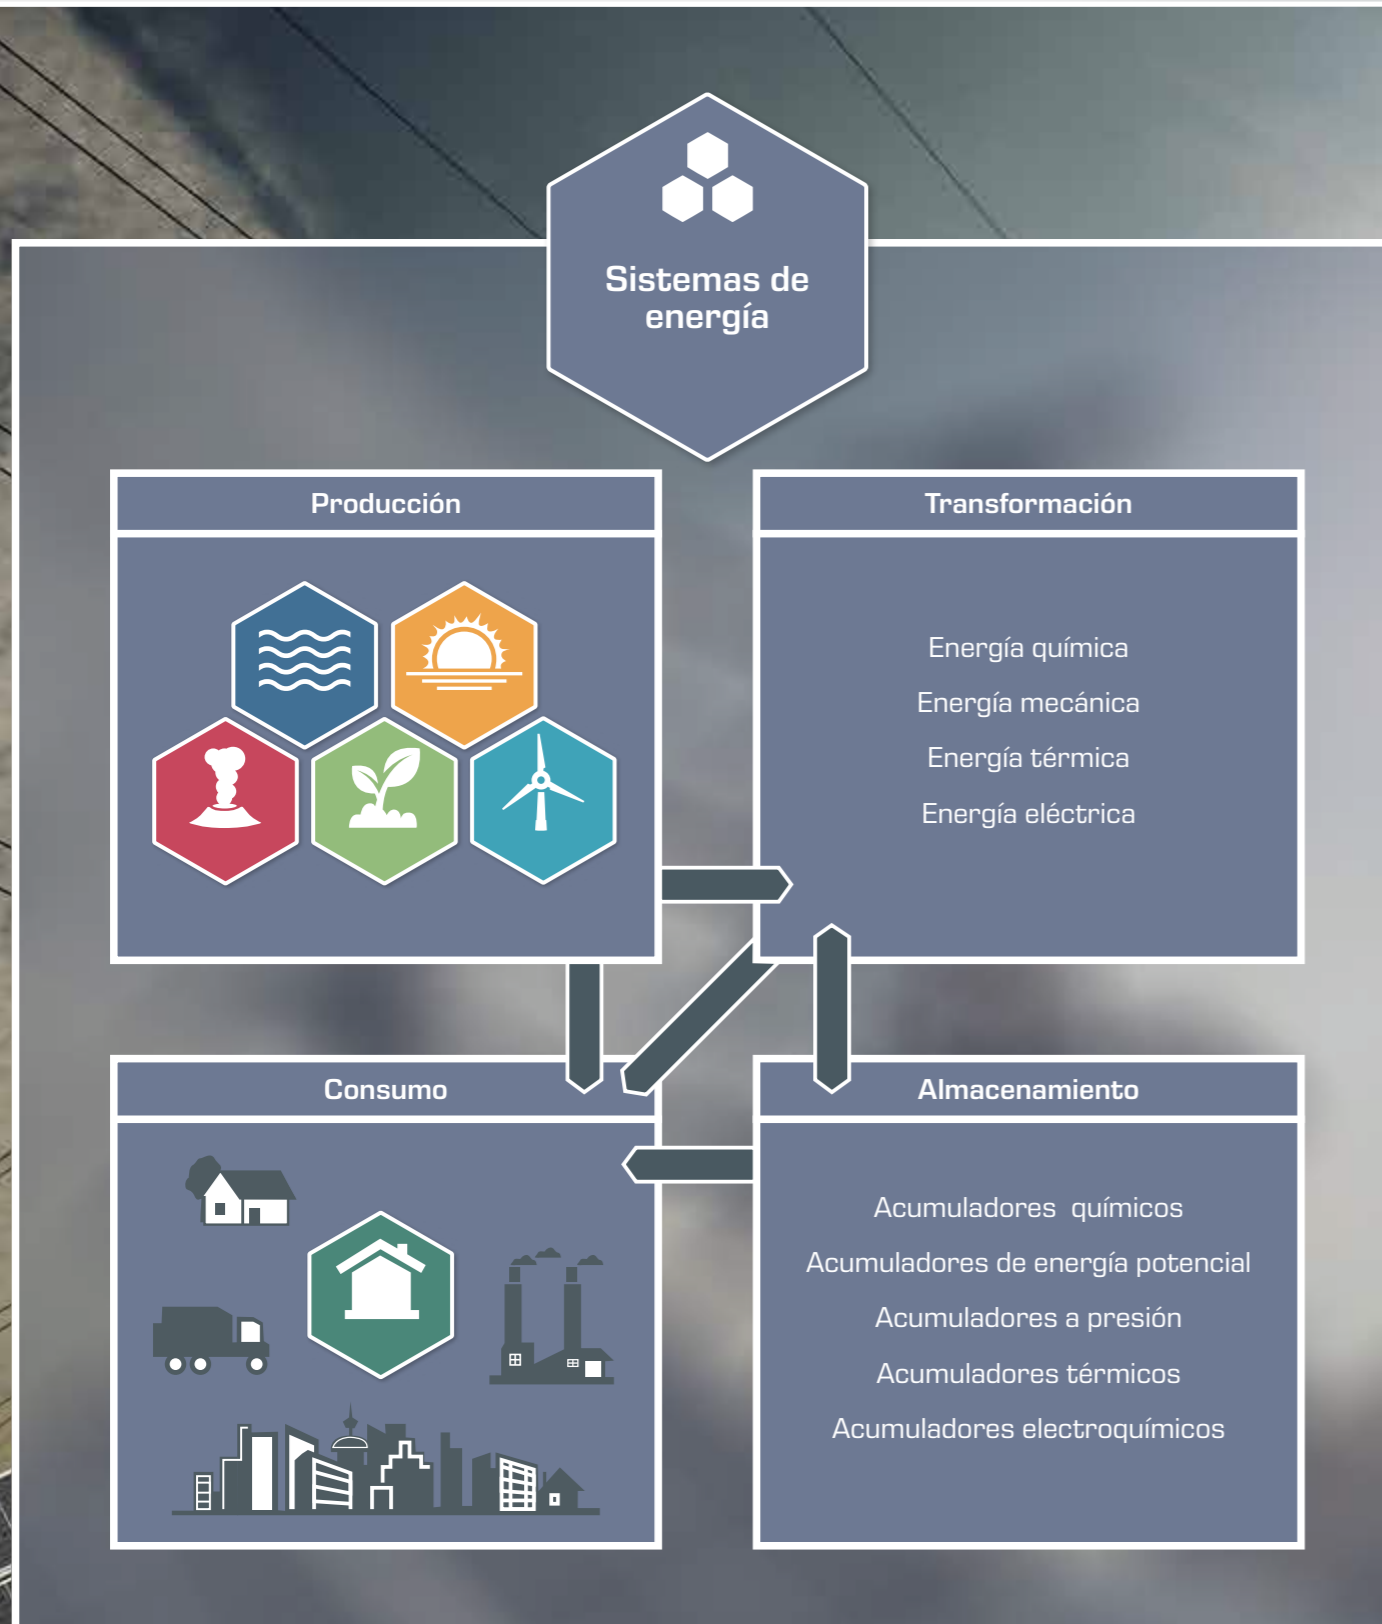 Sistemas de
energía
Producción
Transformación
Energía química
Energía mecánica
Energía térmica
Energía eléctrica
Consumo
Almacenamiento
Acumuladores  químicos
Acumuladores de energía potencial
Acumuladores a presión
Acumuladores térmicos
Acumuladores electroquímicos